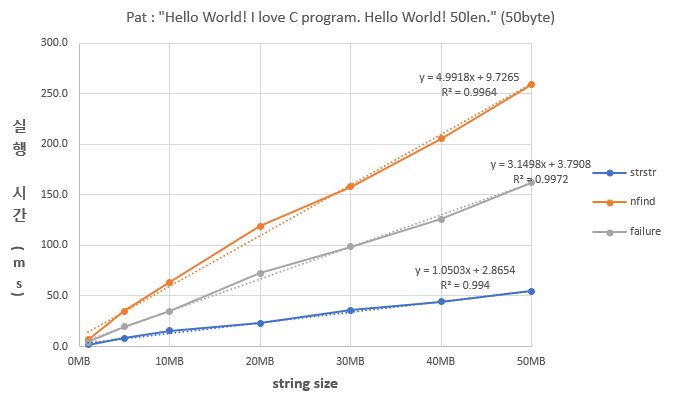 Pat : "Hello World! I love C program. Hello World! 50len." (50byte)
300.0
250.0
200.0
150.0
100.0
50.0
0.0
실행 시간 (ms)
y = 4.9918x + 9.7265
R² = 0.9964
y = 3.1498x + 3.7908
R² = 0.9972
y = 1.0503x + 2.8654
R² = 0.994
strstr
nfind
failure
0MB 10MB 20MB 30MB 40MB 50MB
string size